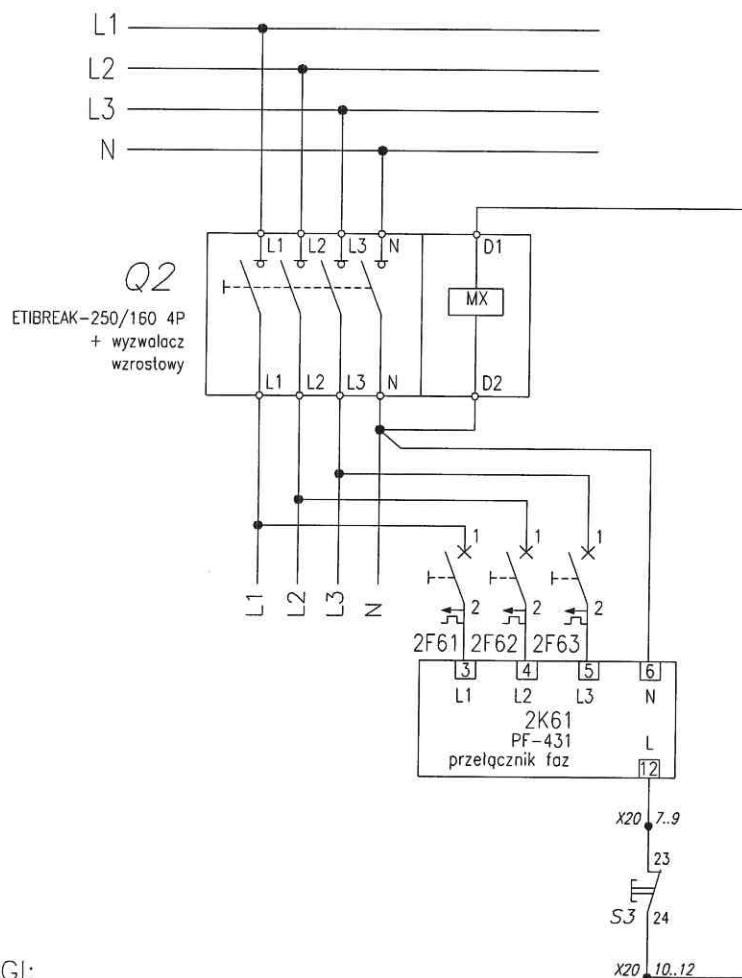 L1
L2
L3
N
L1 L2 L3 N D1
Q2
MX
ETIBREAK-250/160 4P
+ wyzwalacz
wzrostowy
L1 L2 L3 N D2
1 1 1
L1 L2 L3 N
2 2 2
2F61 2F62 2F63
3 4 5 6
L1 L2 L3 N
2K61
PF-431 L
przełącznik faz
12
X20 7..9
23
S3 24
GI:
X20 10..12